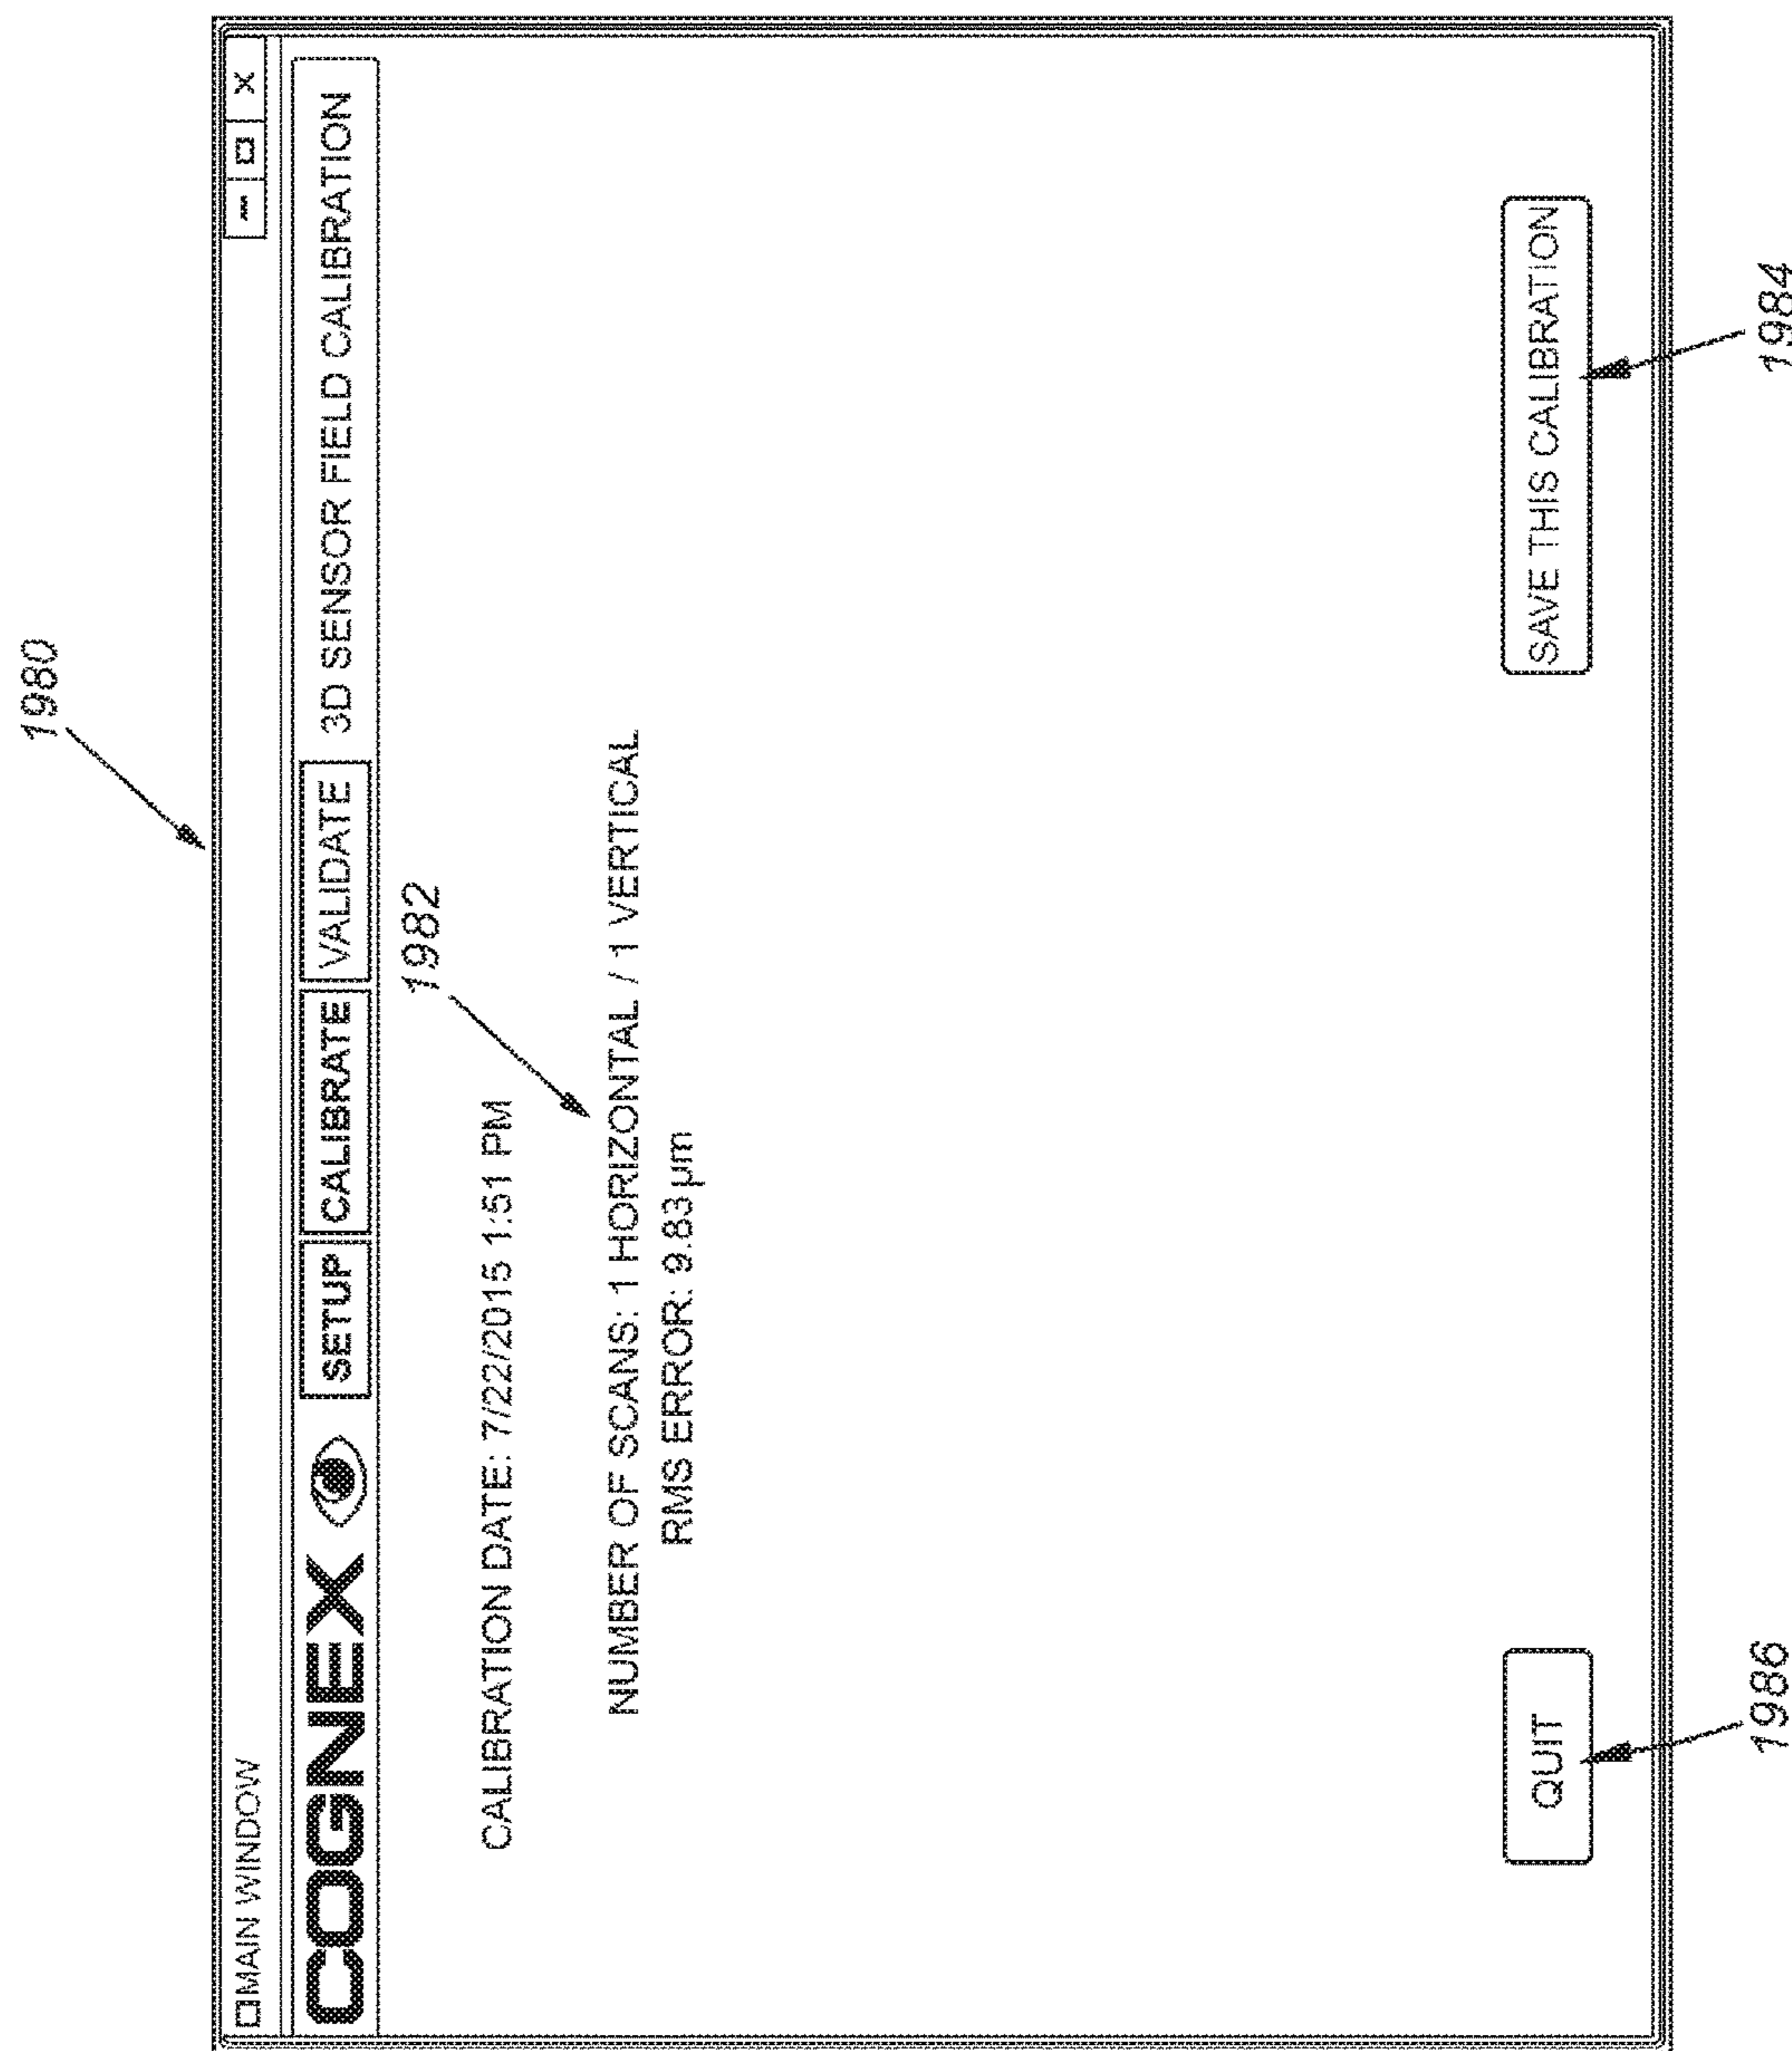 1980
MAIN WINDOW
COGNEX SETUP CALIBRATE VALIDATE 3D SENSOR FIELD CALIBRATION
1982
CALIBRATION DATE: 7/22/2015 1:51 PM
NUMBER OF SCANS: 1 HORIZONTAL / 1 VERTICAL
RMS ERROR: 9.83 µm
QUIT SAVE THIS CALIBRATION
1986 1984